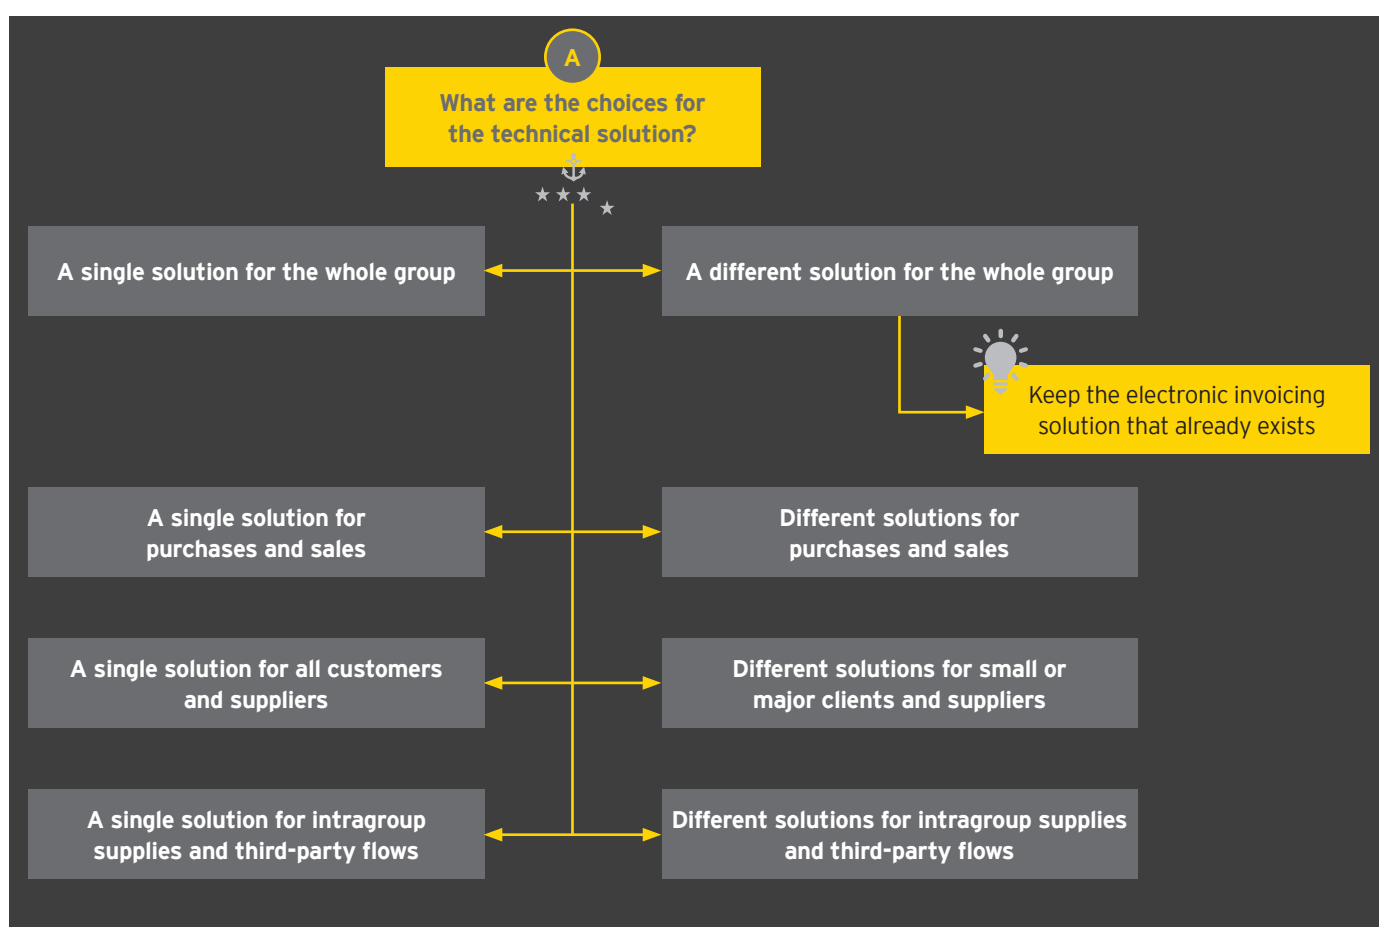 A
What are the choices for
the technical solution?
A single solution for the whole group
A different solution for the whole group
Keep the electronic invoicing
solution that already exists
A single solution for
purchases and sales
Different solutions for
purchases and sales
A single solution for all customers
and suppliers
Different solutions for small or
major clients and suppliers
A single solution for intragroup
supplies and third-party flows
Different solutions for intragroup supplies
and third-party flows